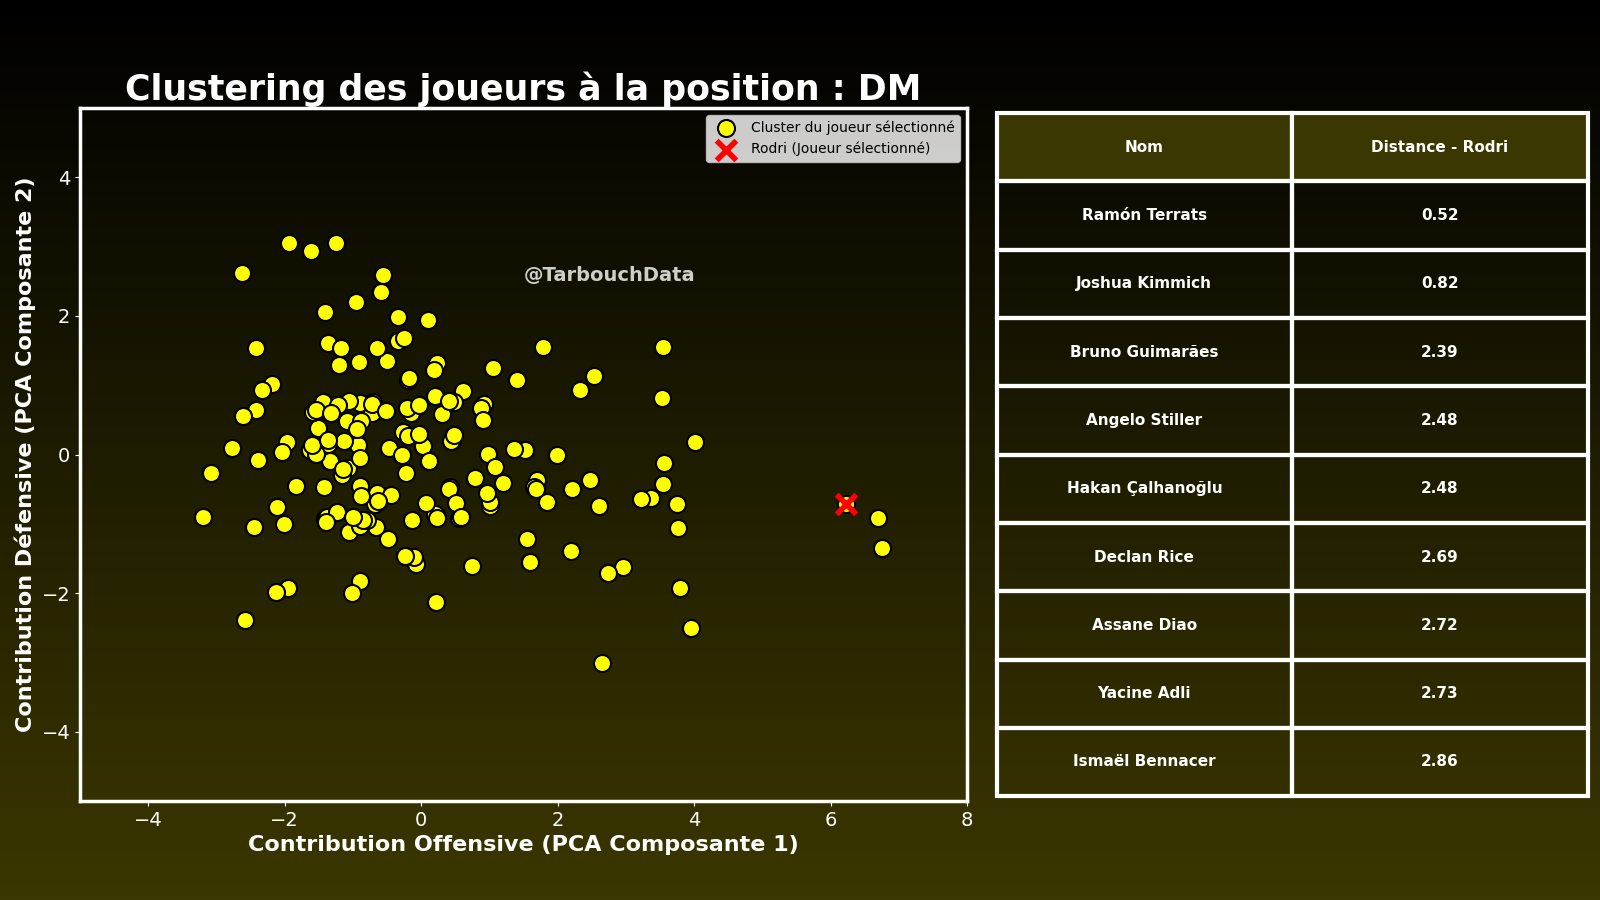 Clustering des joueurs à la position : DM
Cluster du joueur sélectionné
Rodri (Joueur sélectionné)
@TarbouchData
Contribution Défensive (PCA Composante 2)
4
2
0
−2
−4
−4
−2
0
2
4
6
8
Contribution Offensive (PCA Composante 1)
Nom Distance - Rodri
Ramón Terrats 0.52
Joshua Kimmich 0.82
Bruno Guimarães 2.39
Angelo Stiller 2.48
Hakan Çalhanoğlu 2.48
Declan Rice 2.69
Assane Diao 2.72
Yacine Adli 2.73
Ismaël Bennacer 2.86